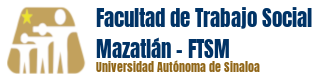 Facultad de Trabajo Social
Mazatlán - FTSM
Universidad Autónoma de Sinaloa